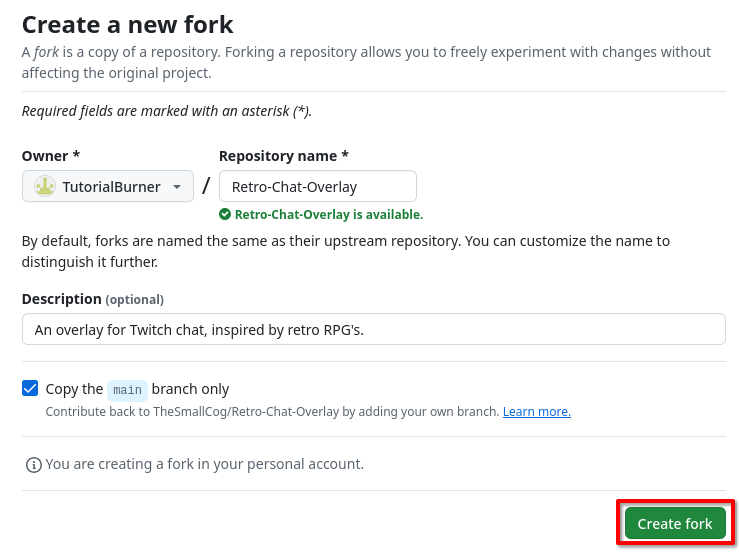 Create a new fork
A fork is a copy of a repository. Forking a repository allows you to freely experiment with changes without
affecting the original project.
Required fields are marked with an asterisk (*).
Owner *
Repository name *
TutorialBurner
/
Retro-Chat-Overlay
Retro-Chat-Overlay is available.
By default, forks are named the same as their upstream repository. You can customize the name to
distinguish it further.
Description (optional)
An overlay for Twitch chat, inspired by retro RPG's.
Copy the main branch only
Contribute back to TheSmallCog/Retro-Chat-Overlay by adding your own branch. Learn more.
You are creating a fork in your personal account.
Create fork